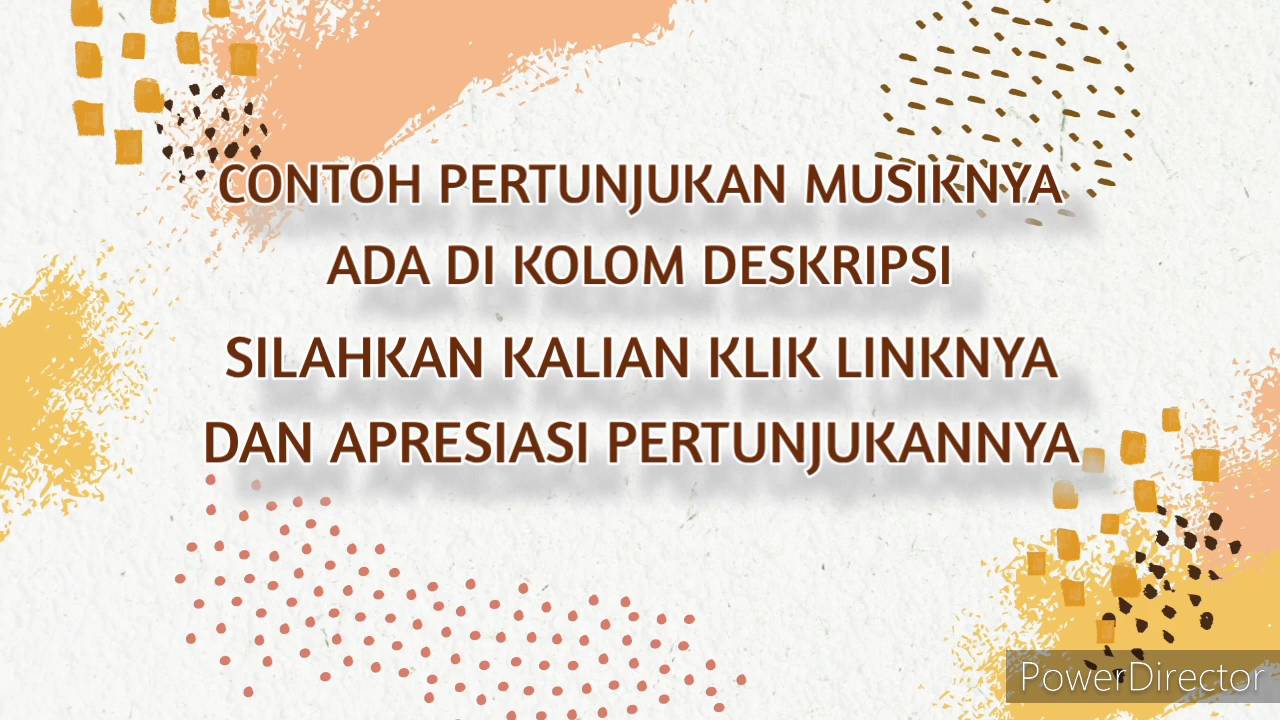 CONTOH PERTUNJUKAN MUSIKNYA
ADA DI KOLOM DESKRIPSI
SILAHKAN KALIAN KLIK LINKNYA
DAN APRESIASI PERTUNJUKANNYA
PowerDirector